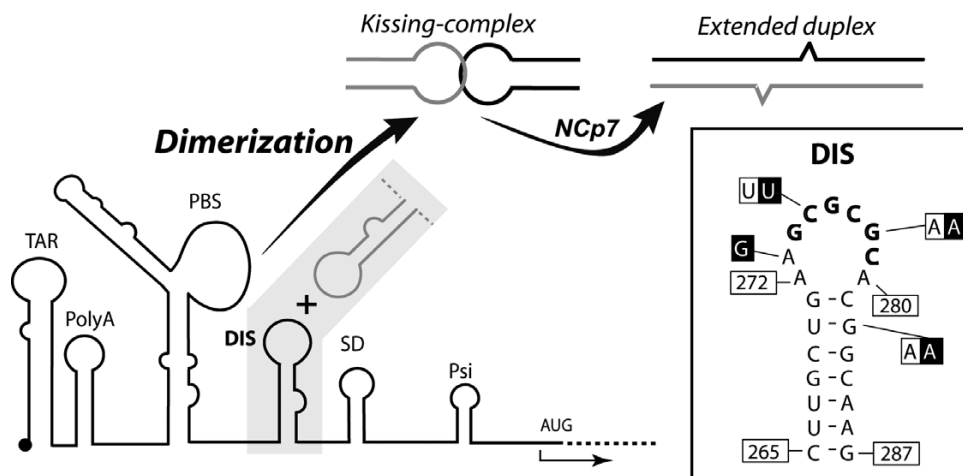 Kissing-complex
Extended duplex
Dimerization
NCp7
PBS
TAR
PolyA
DIS
+
SD
Psi
AUG
DIS
U U
G C G C G C
A A
G
A
A
A
272
280
G - C
U - G
A A
C - G
G - C
U - A
U - A
265 C - G 287